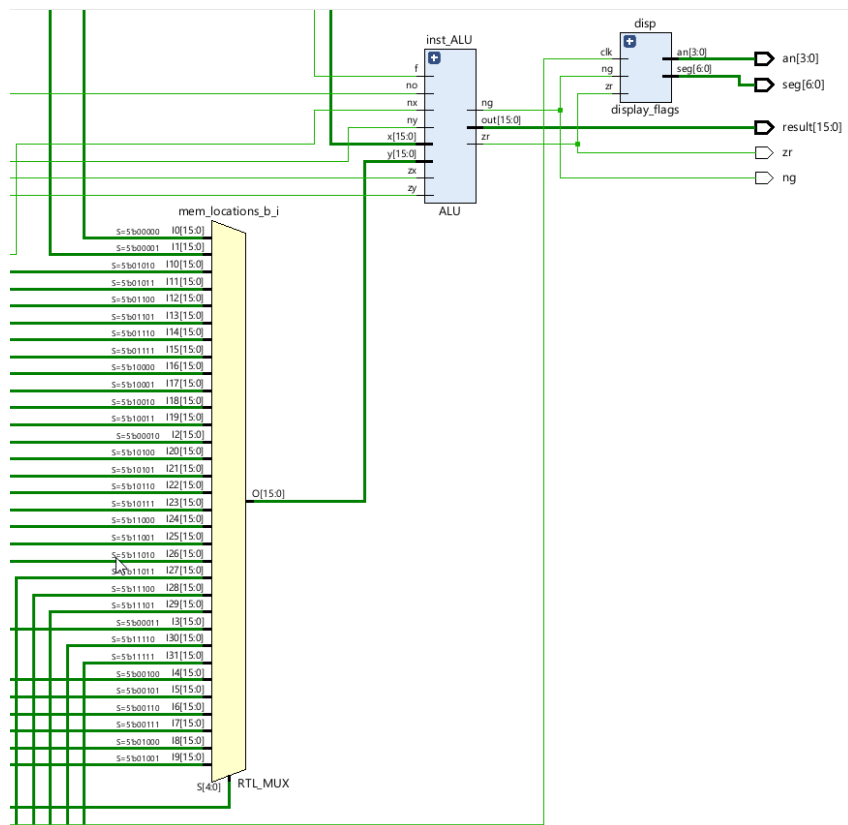 inst_ALU
f
no
nx
ny
x[15:0]
y[15:0]
zx
zy
ng
out[15:0]
zr
ALU
disp
clk
ng
zr
an[3:0]
seg[6:0]
display_flags
an[3:0]
seg[6:0]
result[15:0]
zr
ng
mem_locations_b_i
S=5'b00000 I0[15:0]
S=5'b00001 I1[15:0]
S=5'b01010 I10[15:0]
S=5'b01011 I11[15:0]
S=5'b01100 I12[15:0]
S=5'b01101 I13[15:0]
S=5'b01110 I14[15:0]
S=5'b01111 I15[15:0]
S=5'b10000 I16[15:0]
S=5'b10001 I17[15:0]
S=5'b10010 I18[15:0]
S=5'b10011 I19[15:0]
S=5'b00010 I2[15:0]
S=5'b10100 I20[15:0]
S=5'b10101 I21[15:0]
S=5'b10110 I22[15:0]
S=5'b10111 I23[15:0]
S=5'b11000 I24[15:0]
S=5'b11001 I25[15:0]
S=5'b11010 I26[15:0]
S=5'b11011 I27[15:0]
S=5'b11100 I28[15:0]
S=5'b11101 I29[15:0]
S=5'b00011 I3[15:0]
S=5'b11110 I30[15:0]
S=5'b11111 I31[15:0]
S=5'b00100 I4[15:0]
S=5'b00101 I5[15:0]
S=5'b00110 I6[15:0]
S=5'b00111 I7[15:0]
S=5'b01000 I8[15:0]
S=5'b01001 I9[15:0]
O[15:0]
S[4:0]
RTL_MUX